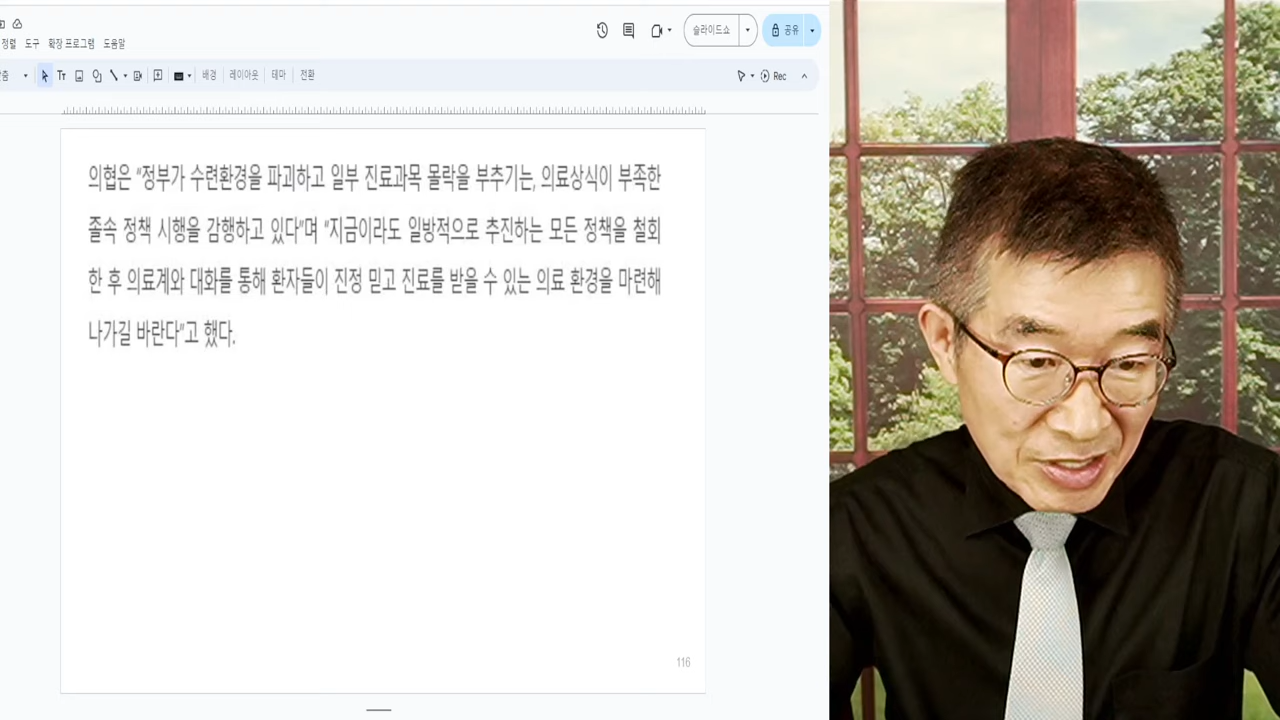 정렬 도구 확장 프로그램 도움말
슬라이드쇼
공유
배경 레이아웃 테마 전환
Rec
의협은 “정부가 수련환경을 파괴하고 일부 진료과목 몰락을 부추기는, 의료상식이 부족한
졸속 정책 시행을 감행하고 있다”며 “지금이라도 일방적으로 추진하는 모든 정책을 철회
한 후 의료계와 대화를 통해 환자들이 진정 믿고 진료를 받을 수 있는 의료 환경을 마련해
나가길 바란다”고 했다.
116